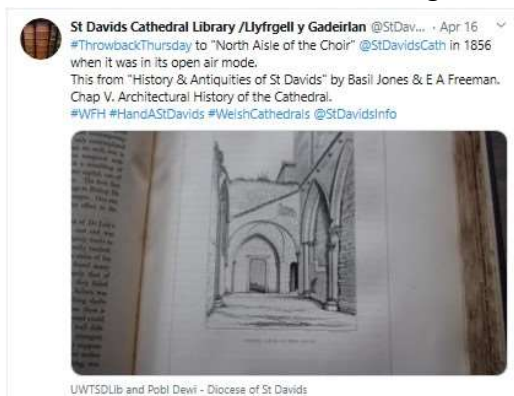 St Davids Cathedral Library /Llyfrgell y Gadeirlan @StDav... · Apr 16
#ThrowbackThursday to "North Aisle of the Choir" @StDavidsCath in 1856
when it was in its open air mode.
This from "History & Antiquities of St Davids" by Basil Jones & E A Freeman.
Chap V. Architectural History of the Cathedral.
#WFH #HandAStDavids #WelshCathedrals @StDavidsInfo
UWTSDLib and Pobl Dewi - Diocese of St Davids